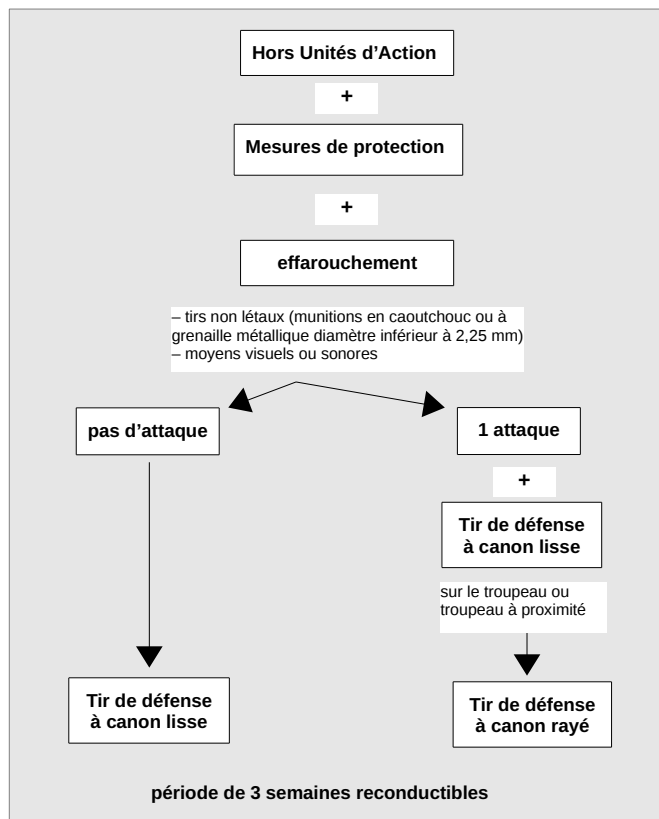 Hors Unités d’Action
+
Mesures de protection
+
effarouchement
– tirs non létaux (munitions en caoutchouc ou à
grenaille métallique diamètre inférieur à 2,25 mm)
– moyens visuels ou sonores
pas d’attaque
1 attaque
+
Tir de défense
à canon lisse
sur le troupeau ou
troupeau à proximité
Tir de défense
à canon lisse
Tir de défense
à canon rayé
période de 3 semaines reconductibles